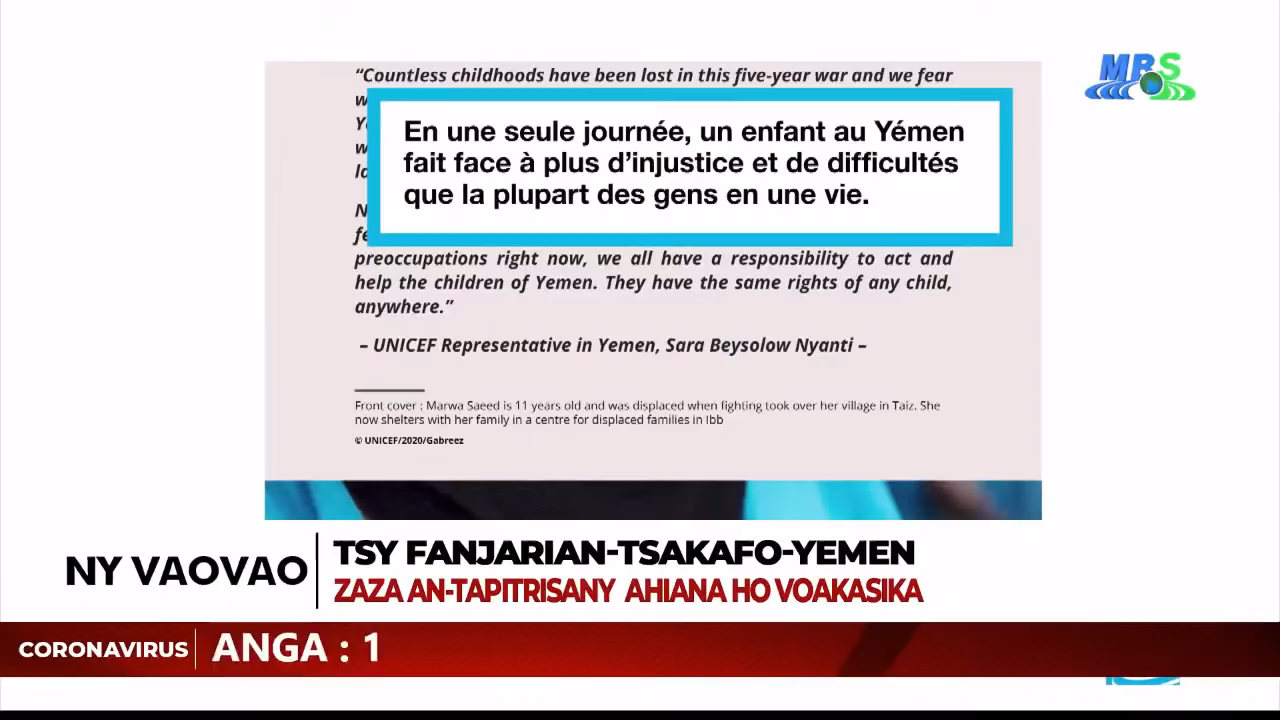 MBS
“Countless childhoods have been lost in this five-year war and we fear
En une seule journée, un enfant au Yémen
fait face à plus d’injustice et de difficultés
que la plupart des gens en une vie.
preoccupations right now, we all have a responsibility to act and
help the children of Yemen. They have the same rights of any child,
anywhere.”
– UNICEF Representative in Yemen, Sara Beysolow Nyanti –
Front cover : Marwa Saeed is 11 years old and was displaced when fighting took over her village in Taiz. She
now shelters with her family in a centre for displaced families in Ibb
© UNICEF/2020/Gabreez
NY VAOVAO
TSY FANJARIAN-TSAKAFO-YEMEN
ZAZA AN-TAPITRISANY AHIANA HO VOAKASIKA
CORONAVIRUS
ANGA : 1